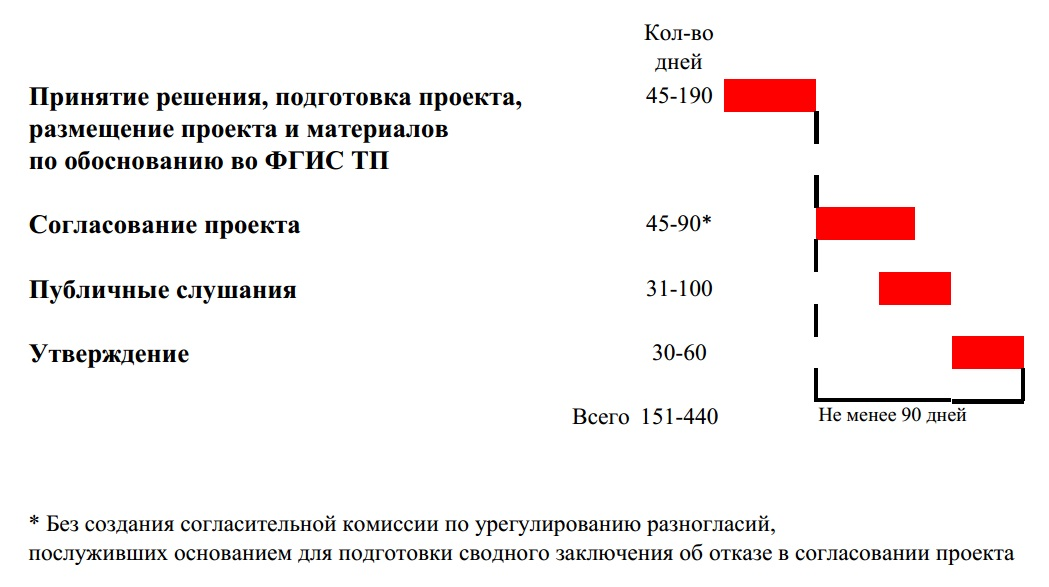 Кол-во
дней
Принятие решения, подготовка проекта, 45-190
размещение проекта и материалов
по обоснованию во ФГИС ТП
Согласование проекта 45-90*
Публичные слушания 31-100
Утверждение 30-60
Всего 151-440 Не менее 90 дней
* Без создания согласительной комиссии по урегулированию разногласий,
послуживших основанием для подготовки сводного заключения об отказе в согласовании проекта